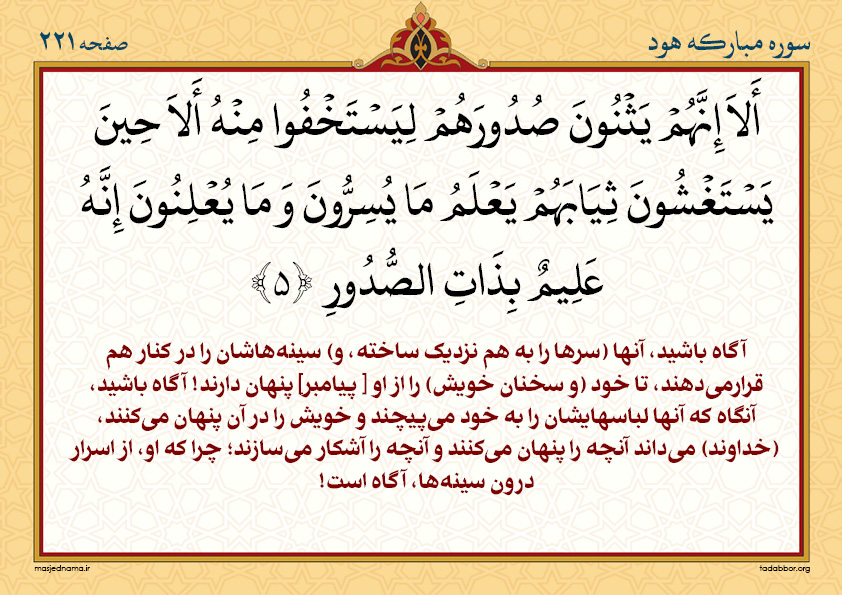 سوره مبارکه هود
صفحه ۲۲۱
أَلاَ إِنَّهُمْ يَثْنُونَ صُدُورَهُمْ لِيَسْتَخْفُوا مِنْهُ أَلاَ حِينَ
يَسْتَغْشُونَ ثِيَابَهُمْ يَعْلَمُ مَا يُسِرُّونَ وَ مَا يُعْلِنُونَ إِنَّهُ
عَلِيمٌ بِذَاتِ الصُّدُورِ ﴿۵﴾
آگاه باشید، آنها (سرها را به هم نزدیک ساخته، و) سینه‌هاشان را در کنار هم
قرارمی‌دهند، تا خود (و سخنان خویش) را از او [ پیامبر] پنهان دارند! آگاه باشید،
آنگاه که آنها لباسهایشان را به خود می‌پیچند و خویش را در آن پنهان می‌کنند،
(خداوند) می‌داند آنچه را پنهان می‌کنند و آنچه را آشکار می‌سازند؛ چرا که او، از اسرار
درون سینه‌ها، آگاه است!
masjednama.ir
tadabbor.org